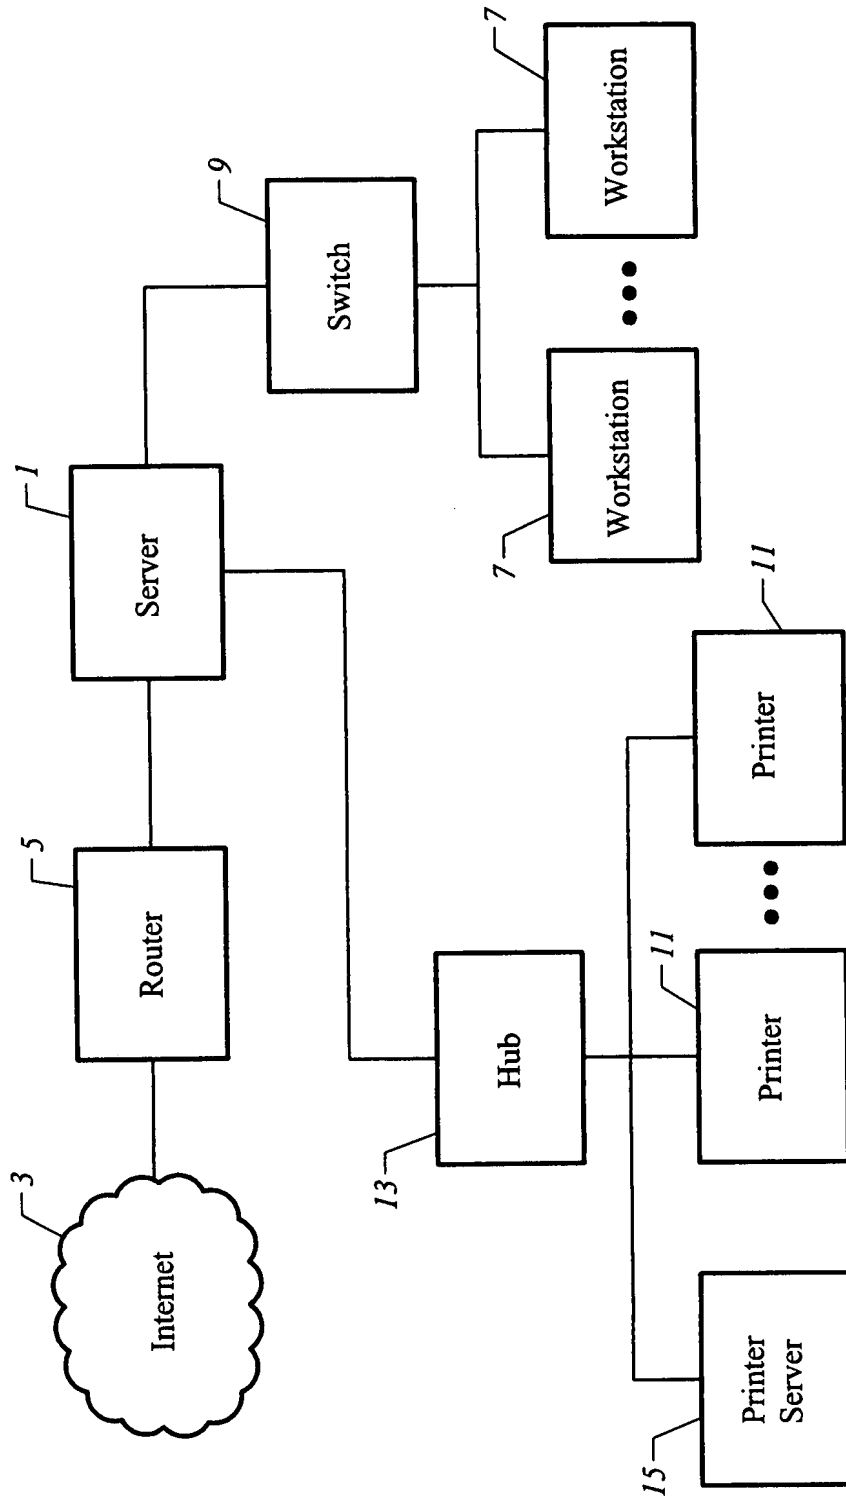 3
Internet
5
Router
1
Server
9
Switch
13
Hub
7
Workstation
7
Workstation
15
Printer
Server
11
Printer
11
Printer